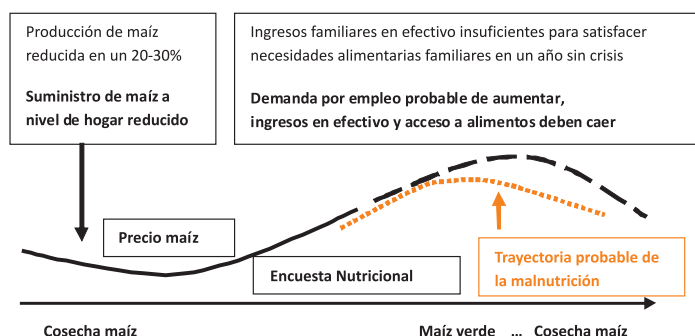 Producción de maíz
reducida en un 20-30%
Suministro de maíz a
nivel de hogar reducido
Ingresos familiares en efectivo insuficientes para satisfacer
necesidades alimentarias familiares en un año sin crisis
Demanda por empleo probable de aumentar,
ingresos en efectivo y acceso a alimentos deben caer
Precio maíz
Encuesta Nutricional
Trayectoria probable de
la malnutrición
Cosecha maíz
Maíz verde ... Cosecha maíz